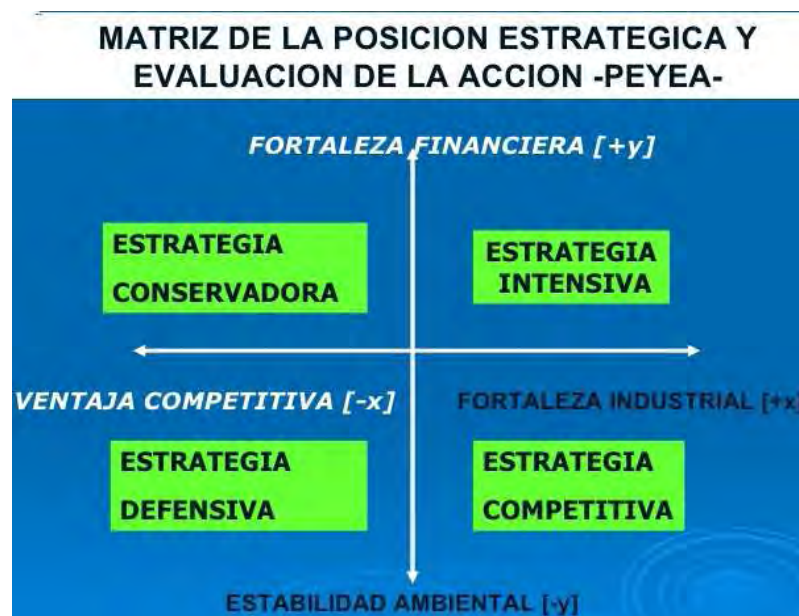 MATRIZ DE LA POSICION ESTRATEGICA Y
EVALUACION DE LA ACCION -PEYEA-
FORTALEZA FINANCIERA [+y]
ESTRATEGIA
CONSERVADORA
ESTRATEGIA
INTENSIVA
VENTAJA COMPETITIVA [-x]
FORTALEZA INDUSTRIAL [+x]
ESTRATEGIA
DEFENSIVA
ESTRATEGIA
COMPETITIVA
ESTABILIDAD AMBIENTAL [-y]